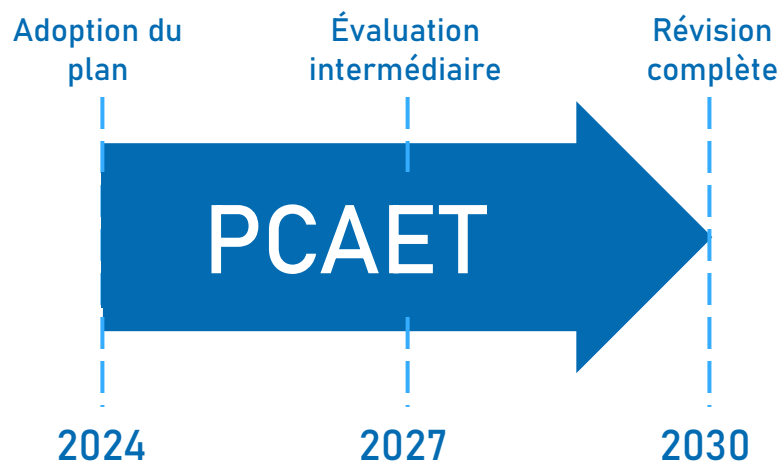 Adoption du
plan
Évaluation
intermédiaire
Révision
complète
PCAET
2024
2027
2030